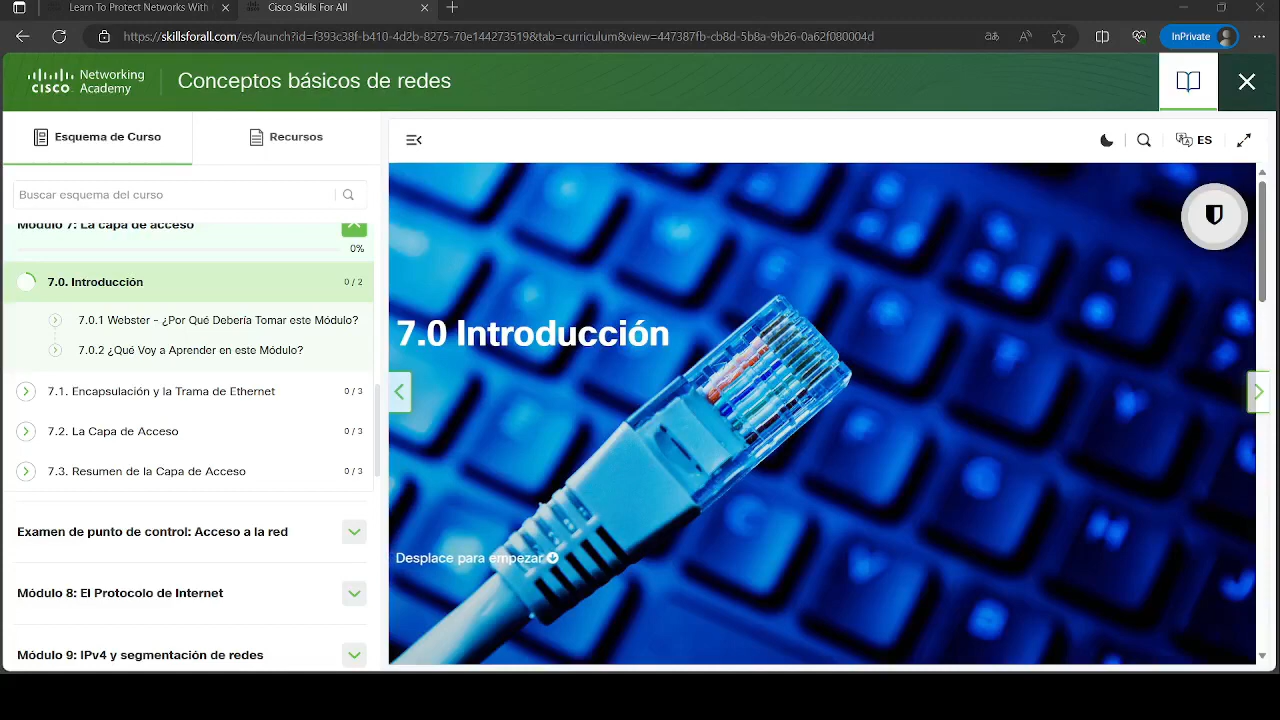 Learn To Protect Networks With
Cisco Skills For All
https://skillsforall.com/es/launch?id=f393c38f-b410-4d2b-8275-70e144273519&tab=curriculum&view=447387fb-cb8d-5b8a-9b26-0a62f080004d
InPrivate
CISCO Networking Academy
Conceptos básicos de redes
Esquema de Curso
Recursos
ES
Buscar esquema del curso
Módulo 7: La capa de acceso
0%
7.0. Introducción 0 / 2
7.0.1 Webster – ¿Por Qué Debería Tomar este Módulo?
7.0.2 ¿Qué Voy a Aprender en este Módulo?
7.1. Encapsulación y la Trama de Ethernet 0 / 3
7.2. La Capa de Acceso 0 / 3
7.3. Resumen de la Capa de Acceso 0 / 3
Examen de punto de control: Acceso a la red
Módulo 8: El Protocolo de Internet
Módulo 9: IPv4 y segmentación de redes
7.0 Introducción
Desplace para empezar